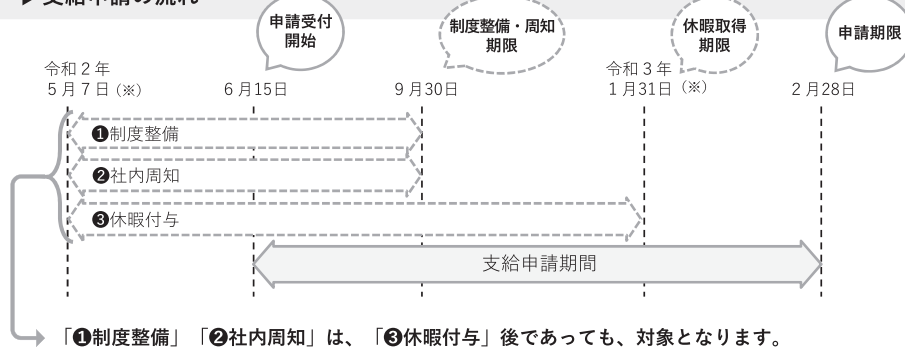 ▶支給申請の流れ
申請受付
開始
制度整備・周知
期限
休暇取得
期限
申請期限
令和2年
5月7日(※)
6月15日
9月30日
令和3年
1月31日(※)
2月28日
❶制度整備
❷社内周知
❸休暇付与
支給申請期間
「❶制度整備」「❷社内周知」は、「❸休暇付与」後であっても、対象となります。